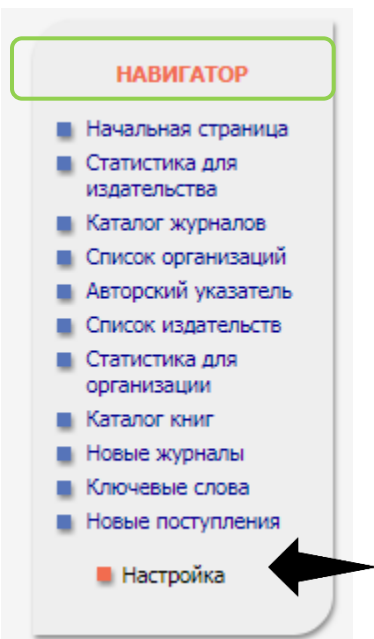 НАВИГАТОР
Начальная страница
Статистика для
издательства
Каталог журналов
Список организаций
Авторский указатель
Список издательств
Статистика для
организации
Каталог книг
Новые журналы
Ключевые слова
Новые поступления
Настройка